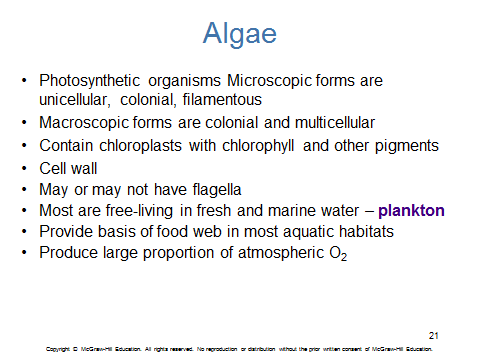 Algae
• Photosynthetic organisms Microscopic forms are
unicellular, colonial, filamentous
• Macroscopic forms are colonial and multicellular
• Contain chloroplasts with chlorophyll and other pigments
• Cell wall
• May or may not have flagella
• Most are free-living in fresh and marine water – plankton
• Provide basis of food web in most aquatic habitats
• Produce large proportion of atmospheric O₂
21
Copyright © McGraw-Hill Education. All rights reserved. No reproduction or distribution without the prior written consent of McGraw-Hill Education.